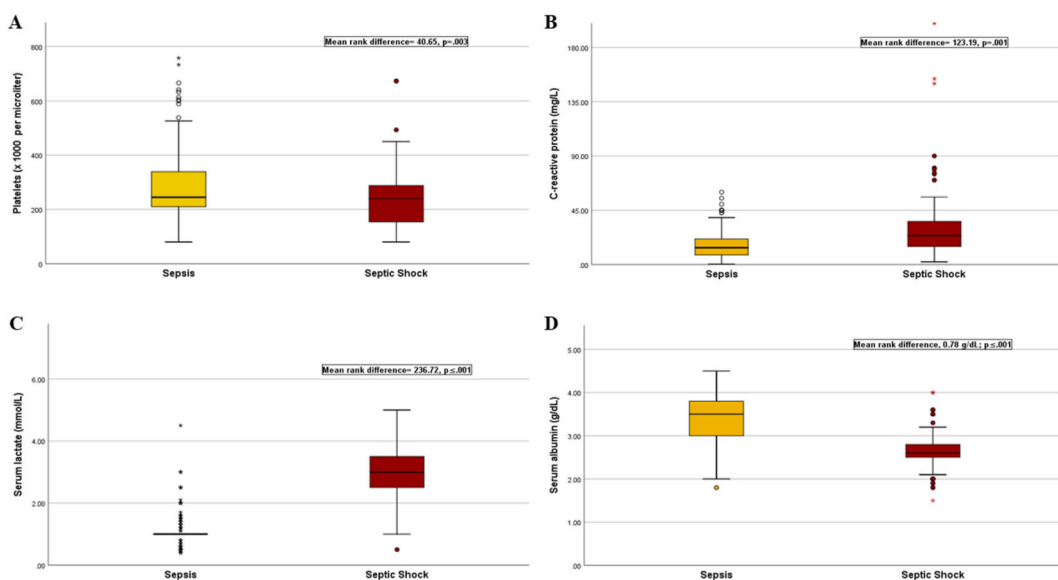 A
Mean rank difference= 40.65, p=.003
Platelets (x 1000 per microliter)
800
600
400
200
0
Sepsis
Septic Shock
B
Mean rank difference= 123.19, p=.001
C-reactive protein (mg/L)
180.00
135.00
90.00
45.00
.00
Sepsis
Septic Shock
C
Mean rank difference= 236.72, p≤.001
Serum lactate (mmol/L)
6.00
4.00
2.00
.00
Sepsis
Septic Shock
D
Mean rank difference, 0.78 g/dL; p≤.001
Serum albumin (g/dL)
5.00
4.00
3.00
2.00
1.00
.00
Sepsis
Septic Shock